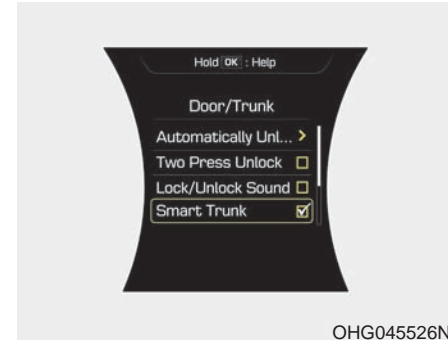 Hold OK : Help
Door/Trunk
Automatically Unl... >
Two Press Unlock
Lock/Unlock Sound
Smart Trunk
OHG045526N